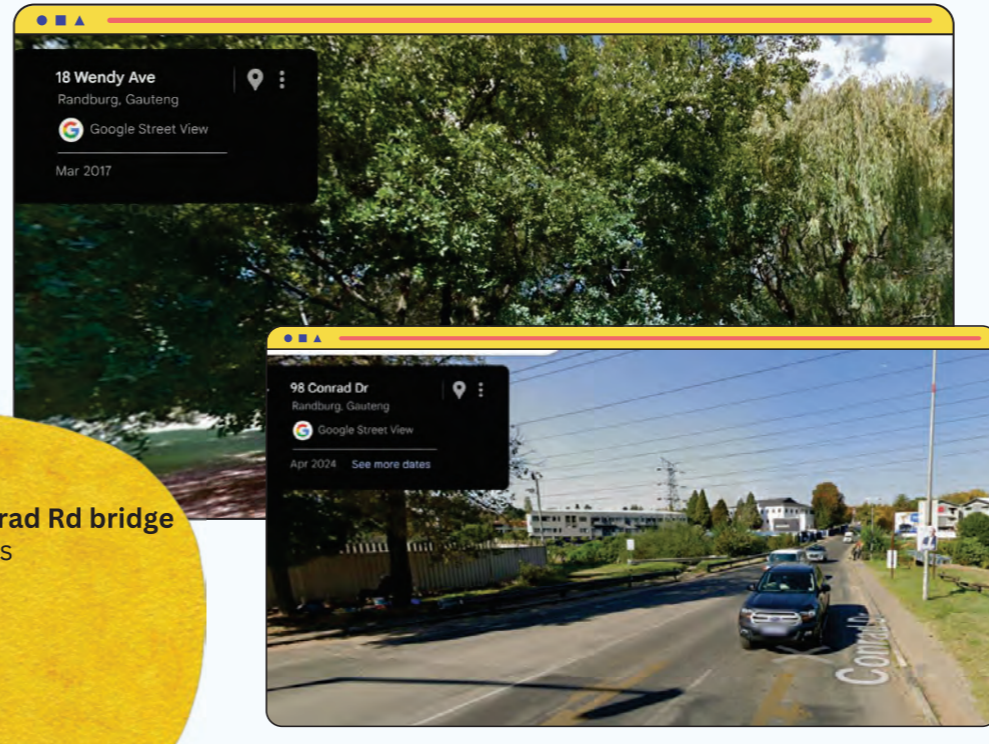 18 Wendy Ave
Randburg, Gauteng
Google Street View
Mar 2017
98 Conrad Dr
Randburg, Gauteng
Google Street View
Apr 2024 See more dates
rad Rd bridge
s
Conrad Dr